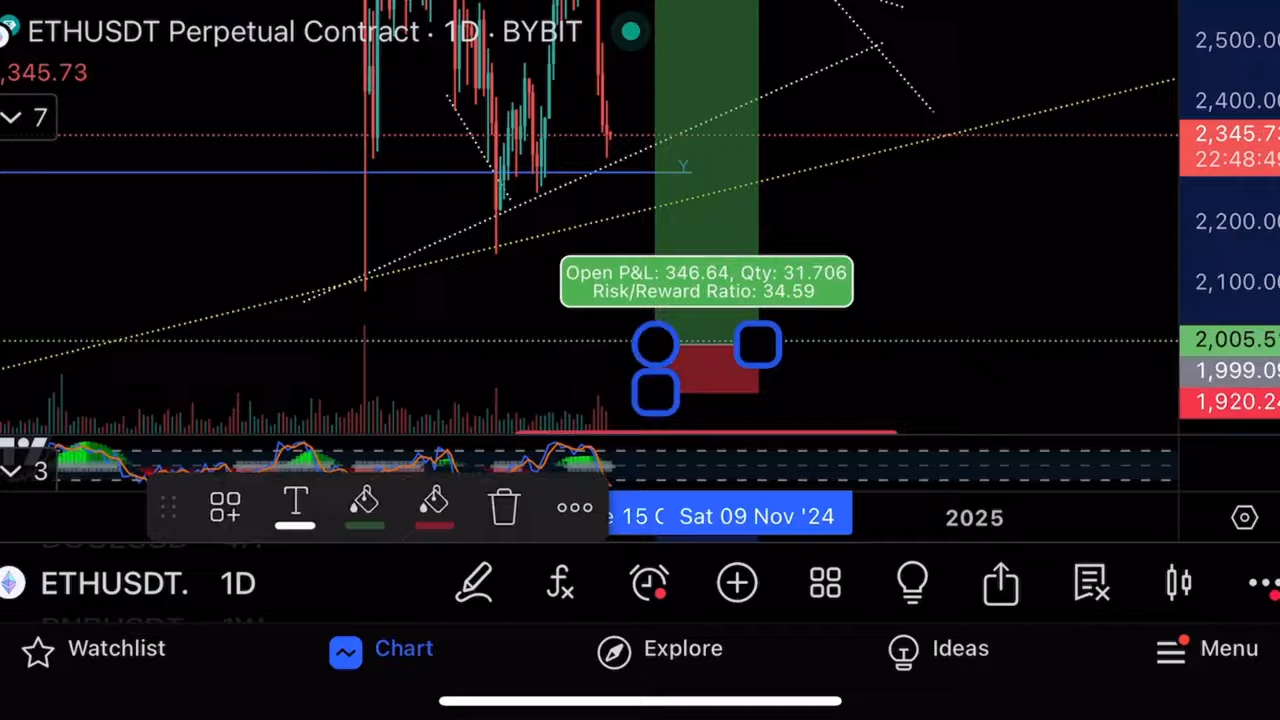 ETHUSDT Perpetual Contract · 1D · BYBIT
,345.73
7
2,500.00
2,400.00
2,345.73
22:48:49
Y
2,200.00
2,100.00
Open P&L: 346.64, Qty: 31.706
Risk/Reward Ratio: 34.59
2,005.5
1,999.09
1,920.24
3
T
e 15 O Sat 09 Nov '24
2025
ETHUSDT. 1D
Watchlist
Chart
Explore
Ideas
Menu